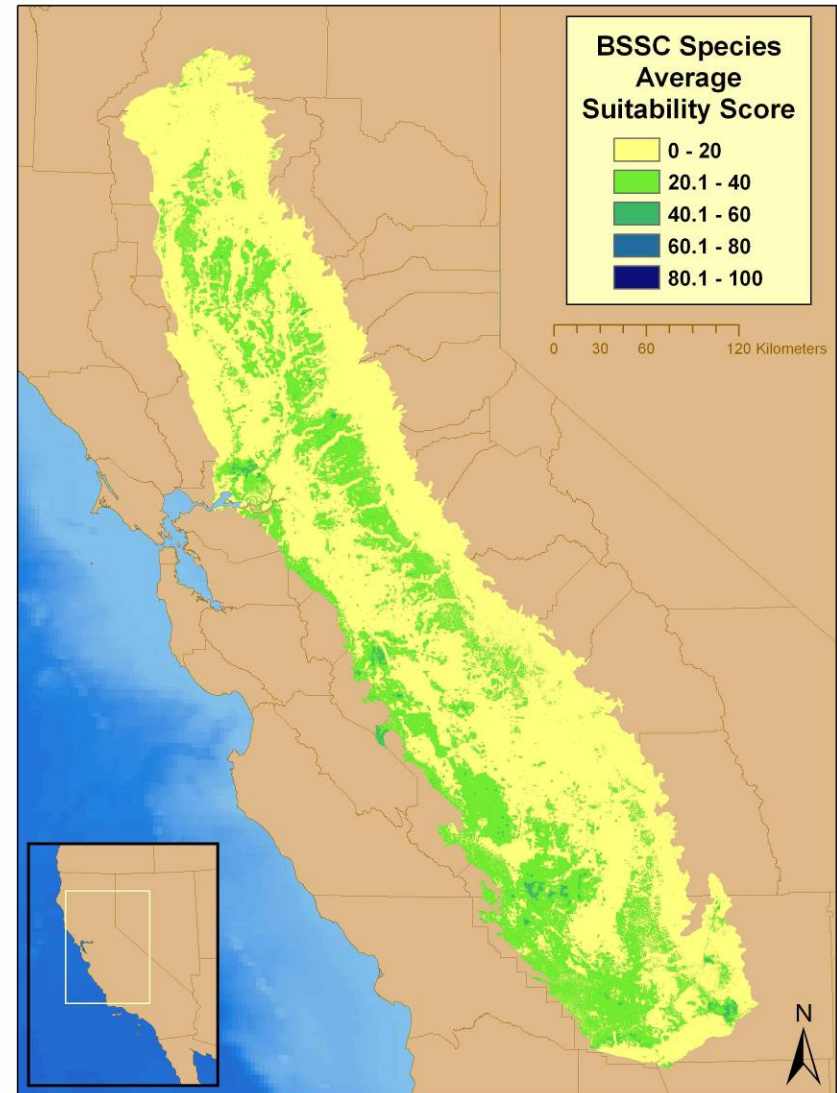 BSSC Species
Average
Suitability Score
0 - 20
20.1 - 40
40.1 - 60
60.1 - 80
80.1 - 100
0 30 60 120 Kilometers
N